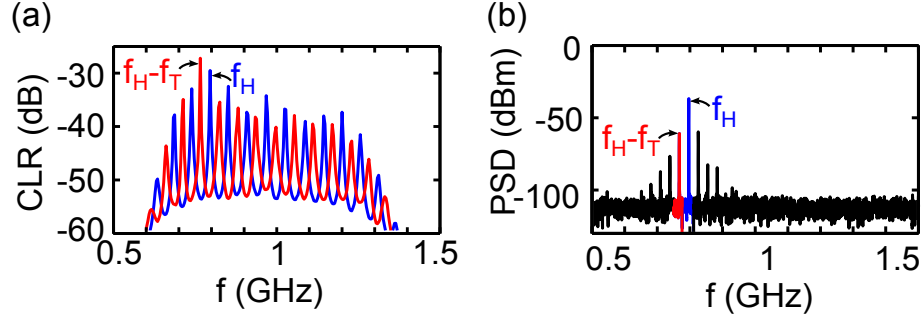 (a)
CLR (dB)
-30
-40
-50
-60
fH-fT
fH
0.5
1
1.5
f (GHz)
(b)
PSD (dBm)
0
-50
-100
fH-fT
fH
0.5
1
1.5
f (GHz)